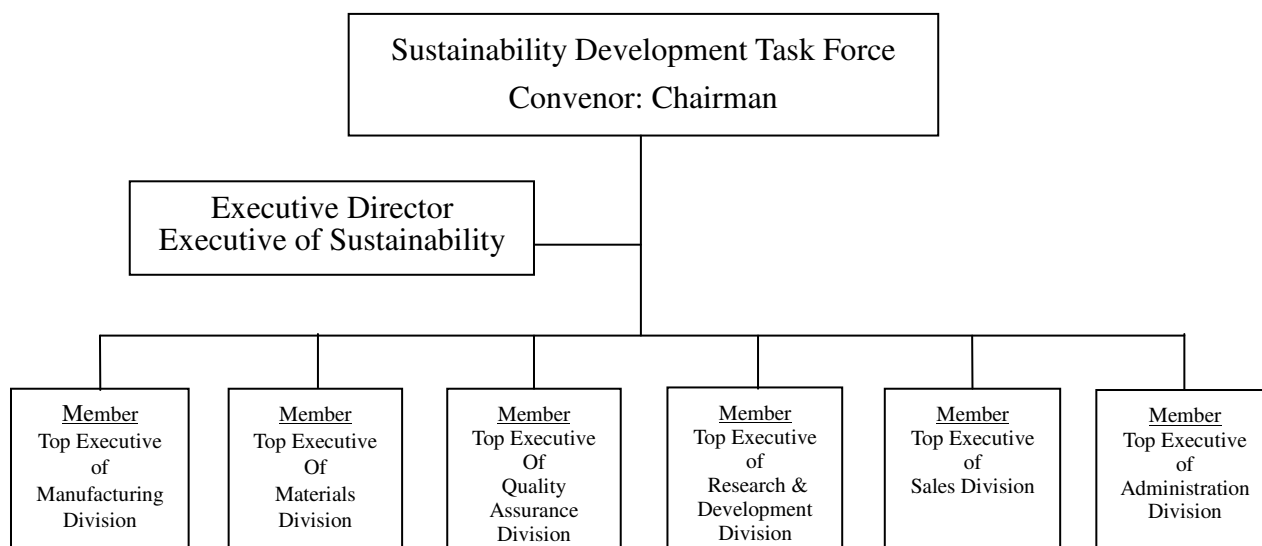 Sustainability Development Task Force
Convenor: Chairman
Executive Director
Executive of Sustainability
Member
Top Executive
of
Manufacturing
Division
Member
Top Executive
Of
Materials
Division
Member
Top Executive
Of
Quality
Assurance
Division
Member
Top Executive
of
Research &
Development
Division
Member
Top Executive
of
Sales Division
Member
Top Executive
of
Administration
Division